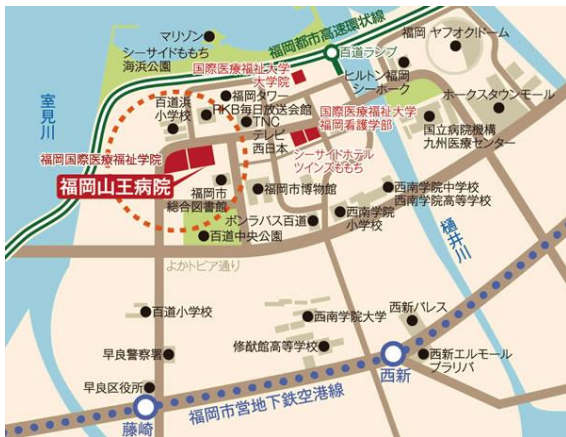 マリゾン
シーサイドももち
海浜公園
福岡都市高速環状線
百道ランプ
福岡 ヤフオク!ドーム
国際医療福祉大学
大学院
ヒルトン福岡
シーホーク
室見川
百道浜
小学校
福岡タワー
RKB毎日放送会館
TNC
テレビ
西日本
国際医療福祉大学
福岡看護学部
ホークスタウンモール
国立病院機構
九州医療センター
福岡国際医療福祉学院
シーサイドホテル
ツインズももち
福岡山王病院
福岡市
総合図書館
福岡市博物館
西南学院中学校
西南学院高等学校
西南学院
小学校
ボンラパス百道
百道中央公園
樋井川
よかトピア通り
百道小学校
西南学院大学
西新パレス
早良警察署
修猷館高等学校
西新エルモール
プラリバ
西新
早良区役所
福岡市営地下鉄空港線
藤崎